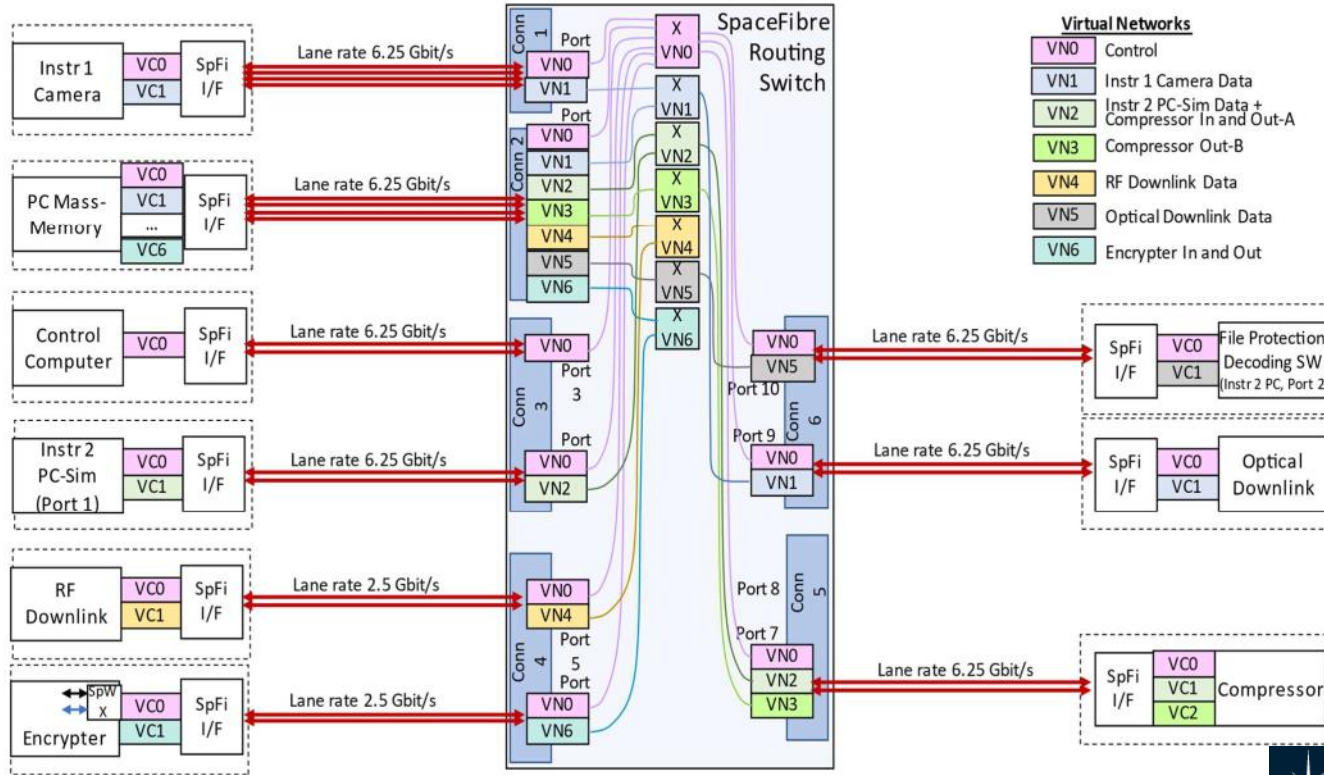 SpaceFibre
Routing
Switch
Virtual Networks
VN0 Control
VN1 Instr 1 Camera Data
VN2 Instr 2 PC-Sim Data +
Compressor In and Out-A
VN3 Compressor Out-B
VN4 RF Downlink Data
VN5 Optical Downlink Data
VN6 Encrypter In and Out
Instr 1
Camera
VC0
VC1
SpFi
I/F
Lane rate 6.25 Gbit/s
Conn
1
Port
VN0
VN1
PC Mass-
Memory
VC0
VC1
...
VC6
SpFi
I/F
Lane rate 6.25 Gbit/s
Conn 2
Port
VN0
VN1
VN2
VN3
VN4
VN5
VN6
Control
Computer
VC0
SpFi
I/F
Lane rate 6.25 Gbit/s
Conn
3
VN0
Port
3
Instr 2
PC-Sim
(Port 1)
VC0
VC1
SpFi
I/F
Lane rate 6.25 Gbit/s
Port
VN0
VN2
RF
Downlink
VC0
VC1
SpFi
I/F
Lane rate 2.5 Gbit/s
Conn
4
VN0
VN4
Port
5
Encrypter
SpW
X
VC0
VC1
SpFi
I/F
Lane rate 2.5 Gbit/s
Port
VN0
VN6
X
VN0
X
VN1
X
VN2
X
VN3
X
VN4
X
VN5
X
VN6
VN0
VN5
Port 10
Conn
6
Lane rate 6.25 Gbit/s
SpFi
I/F
VC0
VC1
File Protection
Decoding SW
(Instr 2 PC, Port 2
Port 9
VN0
VN1
Lane rate 6.25 Gbit/s
SpFi
I/F
VC0
VC1
Optical
Downlink
Port 8
Conn
5
Port 7
VN0
VN2
VN3
Lane rate 6.25 Gbit/s
SpFi
I/F
VC0
VC1
VC2
Compressor